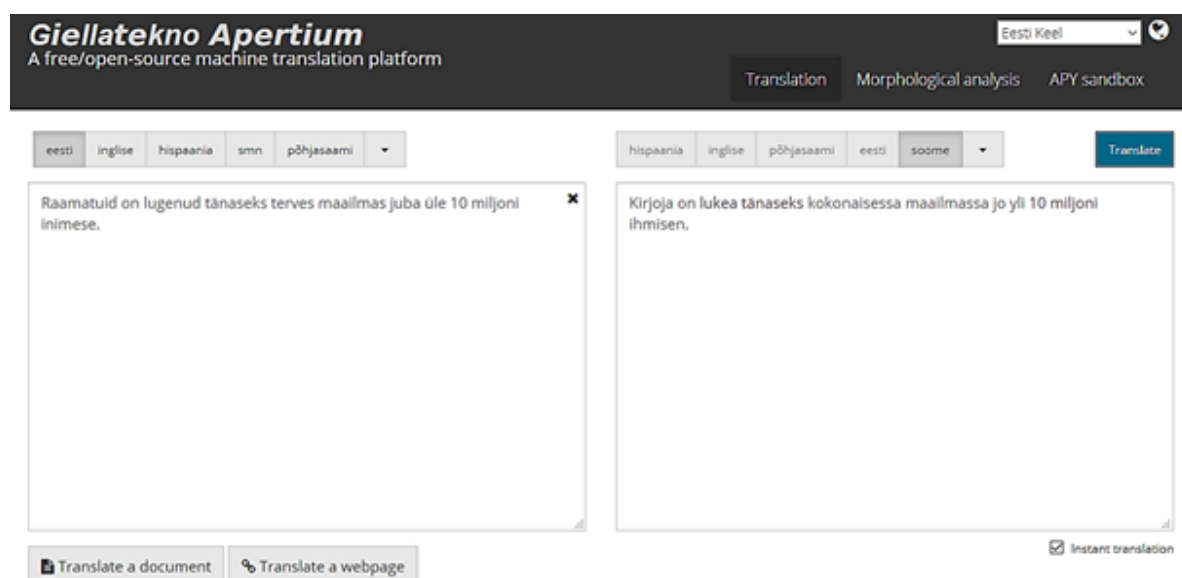 Giellatekno Apertium
A free/open-source machine translation platform
Eesti Keel
Translation Morphological analysis APY sandbox
eesti inglise hispaania smn põhjasaami
hispaania inglise põhjasaami eesti soome
Translate
Raamatuid on lugenud tänaseks terves maailmas juba üle 10 miljoni
inimese.
Kirjoja on lukea tänaseks kokonaisessa maailmassa jo yli 10 miljoni
ihmisen.
Instant translation
Translate a document Translate a webpage